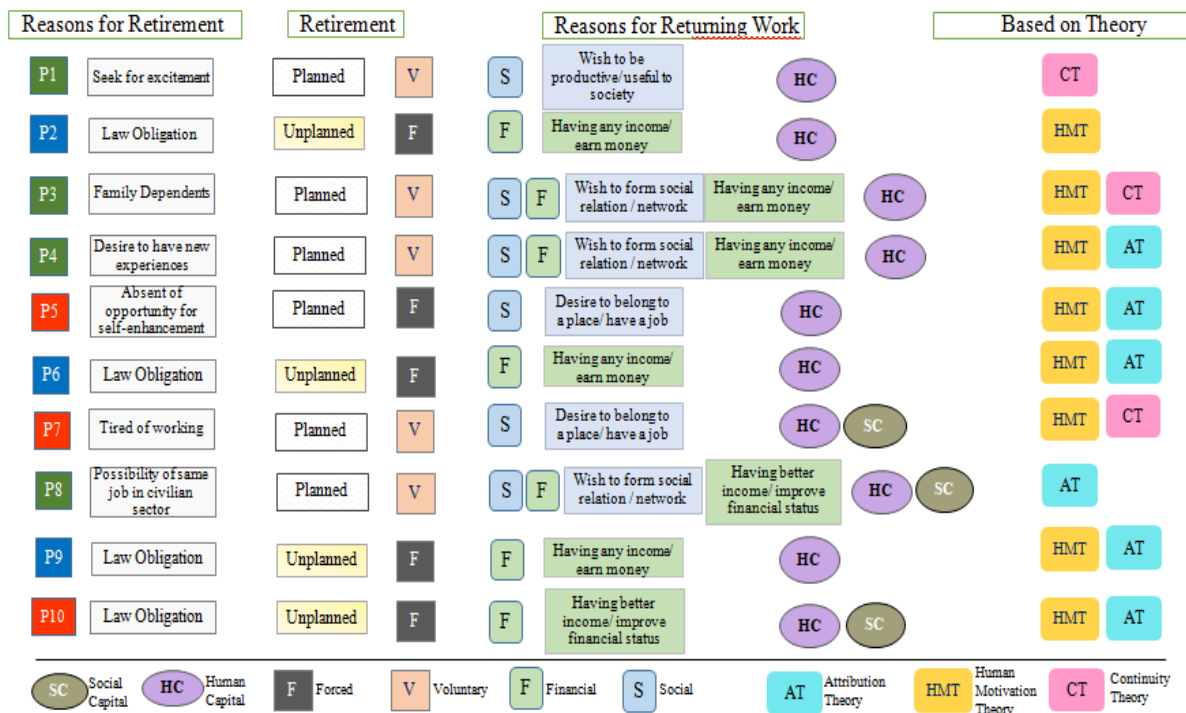 Reasons for Retirement
Retirement
Reasons for Returning Work
Based on Theory
P1
Seek for excitement
Planned
V
S
Wish to be
productive/useful to
society
HC
CT
P2
Law Obligation
Unplanned
F
F
Having any income/
earn money
HC
HMT
P3
Family Dependents
Planned
V
S
F
Wish to form social
relation / network
Having any income/
earn money
HC
HMT
CT
P4
Desire to have new
experiences
Planned
V
S
F
Wish to form social
relation / network
Having any income/
earn money
HC
HMT
AT
P5
Absent of
opportunity for
self-enhancement
Planned
F
S
Desire to belong to
a place/ have a job
HC
HMT
AT
P6
Law Obligation
Unplanned
F
F
Having any income/
earn money
HC
HMT
AT
P7
Tired of working
Planned
V
S
Desire to belong to
a place/ have a job
HC
SC
HMT
CT
P8
Possibility of same
job in civilian
sector
Planned
V
S
F
Wish to form social
relation / network
Having better
income/ improve
financial status
HC
SC
AT
P9
Law Obligation
Unplanned
F
F
Having any income/
earn money
HC
HMT
AT
P10
Law Obligation
Unplanned
F
F
Having better
income/ improve
financial status
HC
SC
HMT
AT
SC
Social
Capital
HC
Human
Capital
F
Forced
V
Voluntary
F
Financial
S
Social
AT
Attribution
Theory
HMT
Human
Motivation
Theory
CT
Continuity
Theory